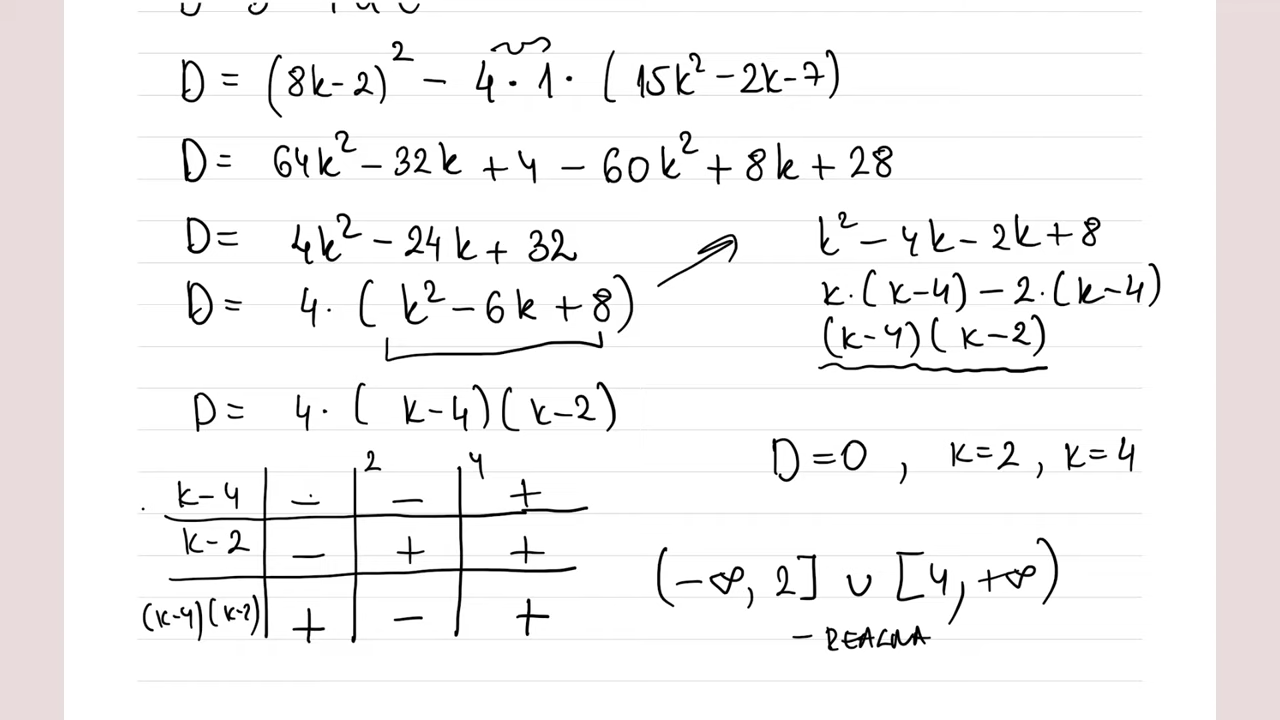 D = (8k-2)² - 4·1·(15k²-2k-7)
D = 64k² - 32k + 4 - 60k² + 8k + 28
D = 4k² - 24k + 32
D = 4·(k² - 6k + 8)
k² - 4k - 2k + 8
k·(k-4) - 2·(k-4)
(k-4)(k-2)
D = 4·(k-4)(k-2)
D = 0, k=2, k=4
2 4
k-4 - - +
k-2 - + +
(k-4)(k-2) + - +
(-∞, 2] ∪ [4, +∞)
- REALNA